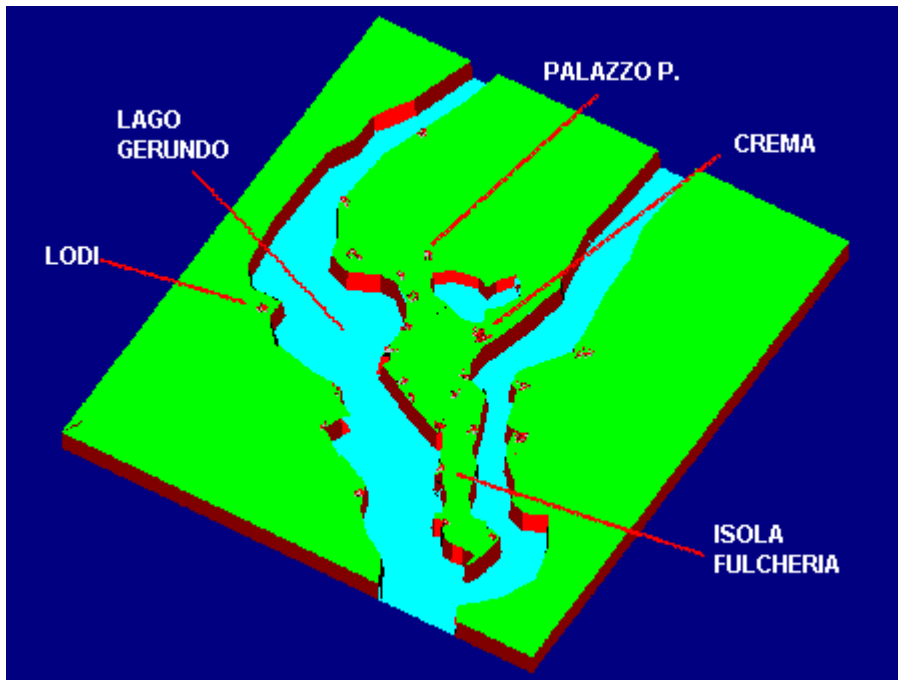 PALAZZO P.
LAGO
GERUNDO
CREMA
LODI
ISOLA
FULCHERIA